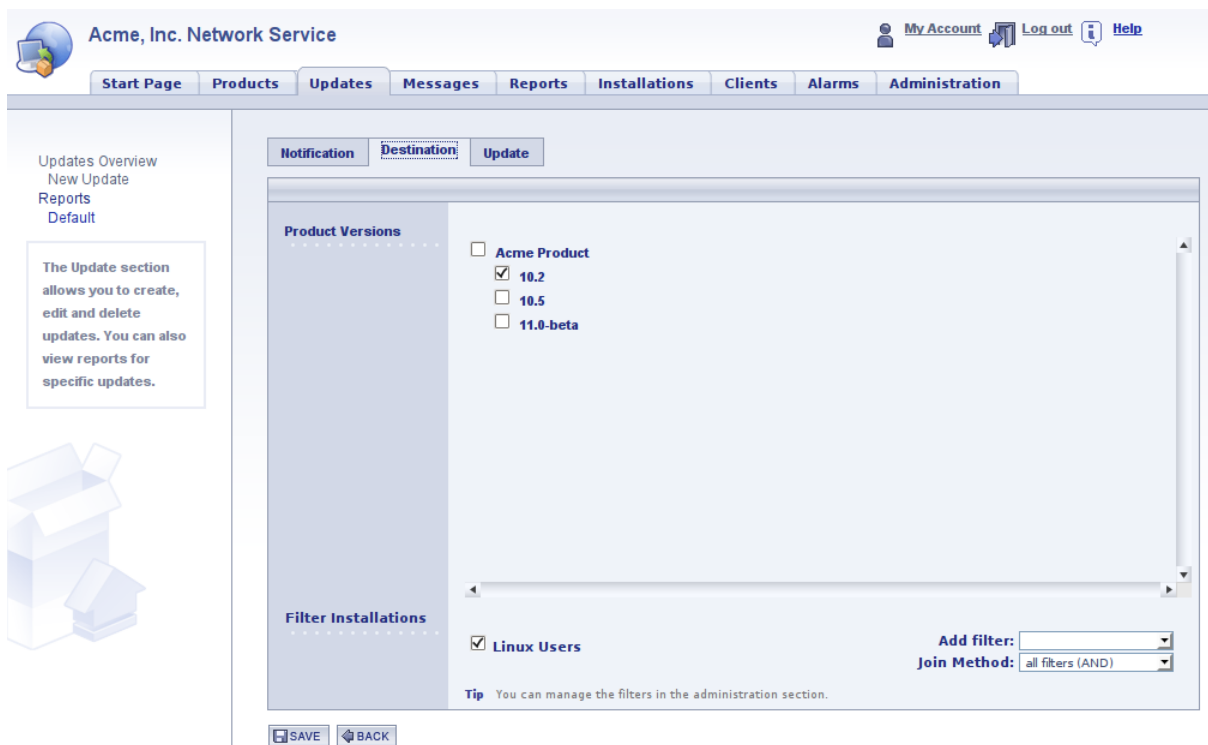 Acme, Inc. Network Service
My Account Log out Help
Start Page Products Updates Messages Reports Installations Clients Alarms Administration
Updates Overview
New Update
Reports
Default
The Update section
allows you to create,
edit and delete
updates. You can also
view reports for
specific updates.
Notification Destination Update
Product Versions
Acme Product
10.2
10.5
11.0-beta
Filter Installations
Linux Users
Add filter:
Join Method: all filters (AND)
Tip You can manage the filters in the administration section.
SAVE BACK